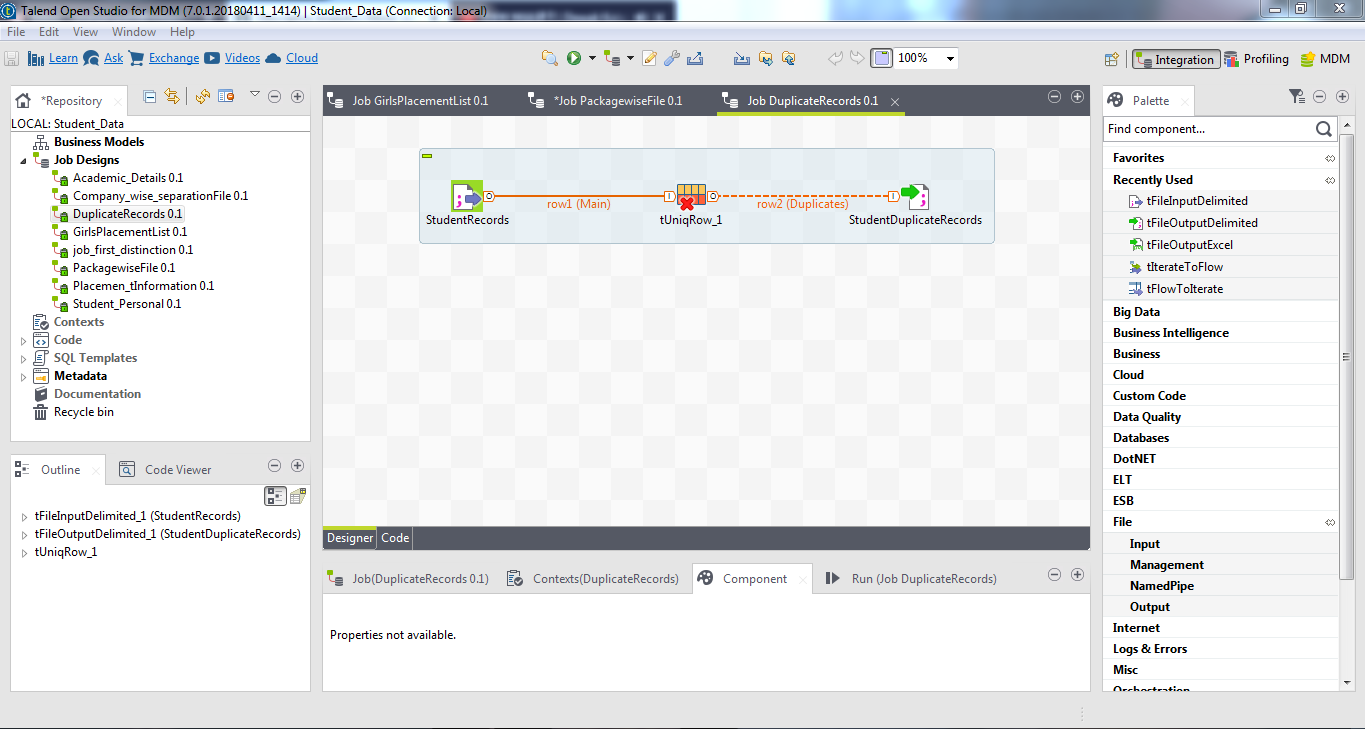 Talend Open Studio for MDM (7.0.1.20180411_1414) | Student_Data (Connection: Local)
File Edit View Window Help
Learn Ask Exchange Videos Cloud
100%
Integration Profiling MDM
*Repository
LOCAL: Student_Data
Business Models
Job Designs
Academic_Details 0.1
Company_wise_separationFile 0.1
DuplicateRecords 0.1
GirlsPlacementList 0.1
job_first_distinction 0.1
PackagewiseFile 0.1
Placemen_tInformation 0.1
Student_Personal 0.1
Contexts
Code
SQL Templates
Metadata
Documentation
Recycle bin
Outline Code Viewer
tFileInputDelimited_1 (StudentRecords)
tFileOutputDelimited_1 (StudentDuplicateRecords)
tUniqRow_1
Job GirlsPlacementList 0.1 *Job PackagewiseFile 0.1 Job DuplicateRecords 0.1
row1 (Main) row2 (Duplicates)
StudentRecords tUniqRow_1 StudentDuplicateRecords
Designer Code
Job(DuplicateRecords 0.1) Contexts(DuplicateRecords) Component Run (Job DuplicateRecords)
Properties not available.
Palette
Find component...
Favorites
Recently Used
tFileInputDelimited
tFileOutputDelimited
tFileOutputExcel
tIterateToFlow
tFlowToIterate
Big Data
Business Intelligence
Business
Cloud
Custom Code
Data Quality
Databases
DotNET
ELT
ESB
File
Input
Management
NamedPipe
Output
Internet
Logs & Errors
Misc
Orchestration